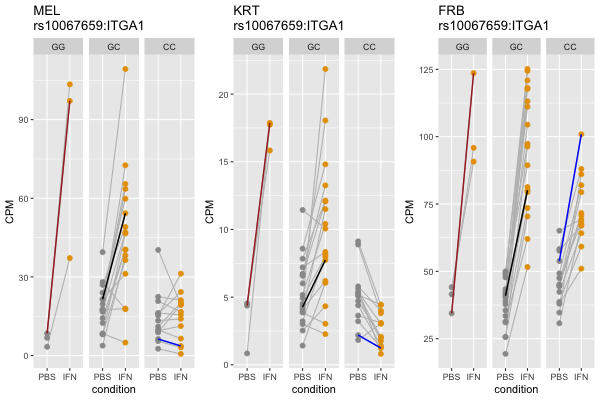 MEL
rs10067659:ITGA1
GG GC CC
CPM
90
60
30
0
PBS IFN PBS IFN PBS IFN
condition
KRT
rs10067659:ITGA1
GG GC CC
CPM
20
15
10
5
0
PBS IFN PBS IFN PBS IFN
condition
FRB
rs10067659:ITGA1
GG GC CC
CPM
125
100
75
50
25
PBS IFN PBS IFN PBS IFN
condition